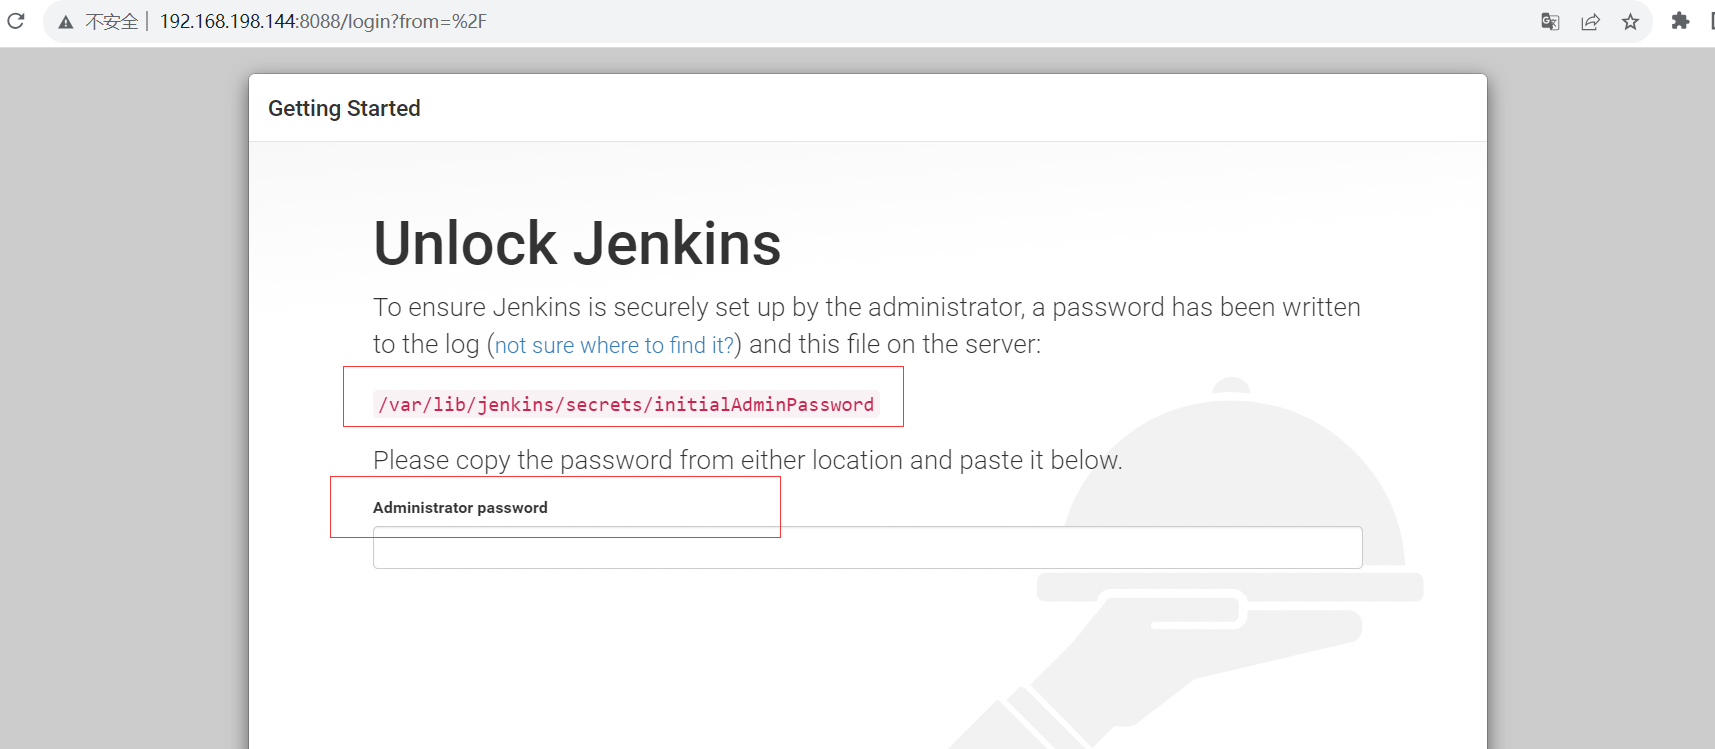 不安全 | 192.168.198.144:8088/login?from=%2F
Getting Started
Unlock Jenkins
To ensure Jenkins is securely set up by the administrator, a password has been written
to the log (not sure where to find it?) and this file on the server:
/var/lib/jenkins/secrets/initialAdminPassword
Please copy the password from either location and paste it below.
Administrator password